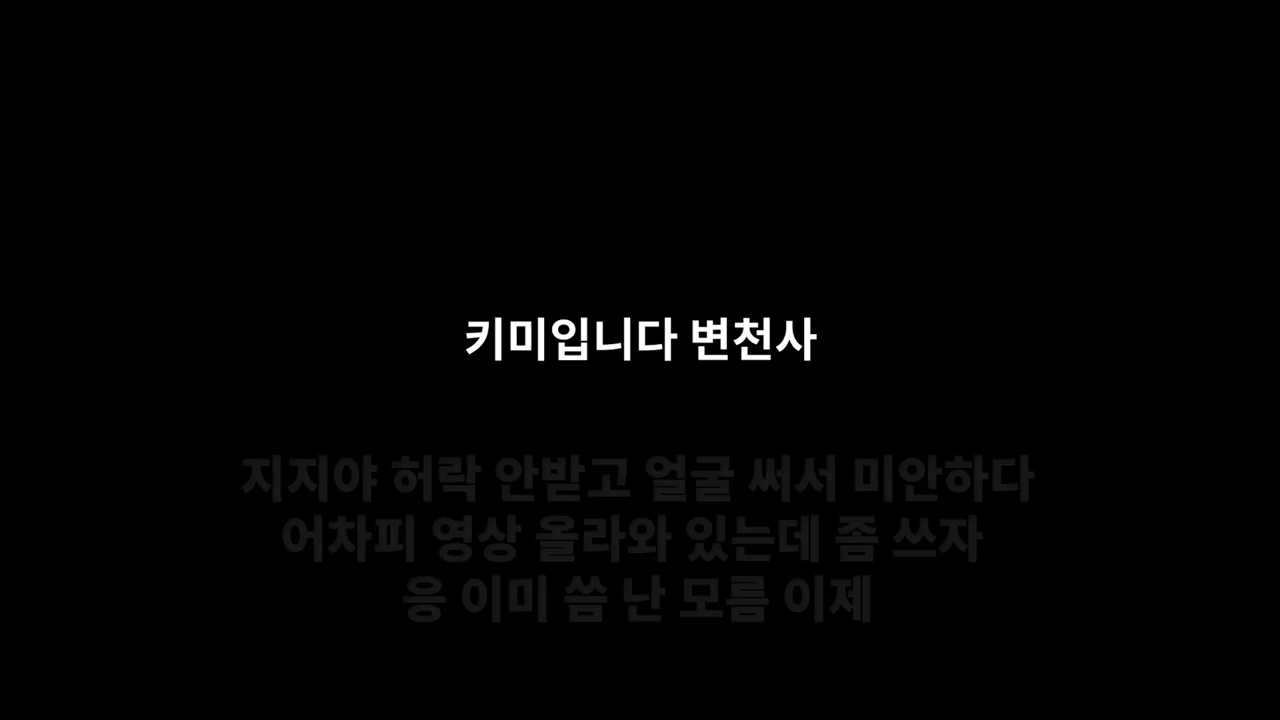 키미입니다 변천사
지지야 허락 안받고 얼굴 써서 미안하다
어차피 영상 올라와 있는데 좀 쓰자
응 이미 씀 난 모름 이제